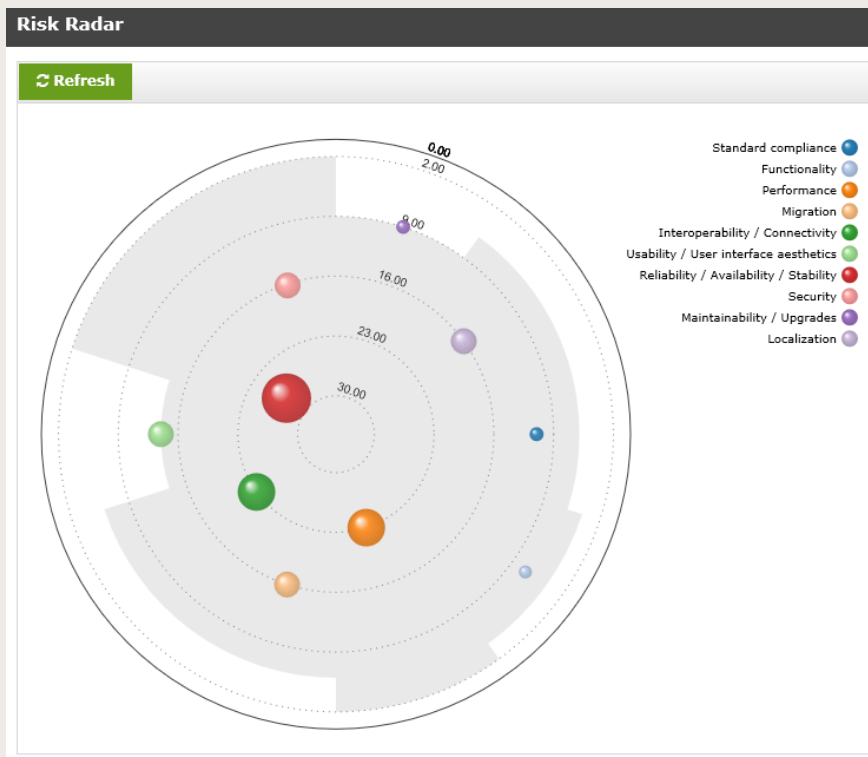 Risk Radar
Refresh
0.00
2.00
9.00
16.00
23.00
30.00
Standard compliance
Functionality
Performance
Migration
Interoperability / Connectivity
Usability / User interface aesthetics
Reliability / Availability / Stability
Security
Maintainability / Upgrades
Localization